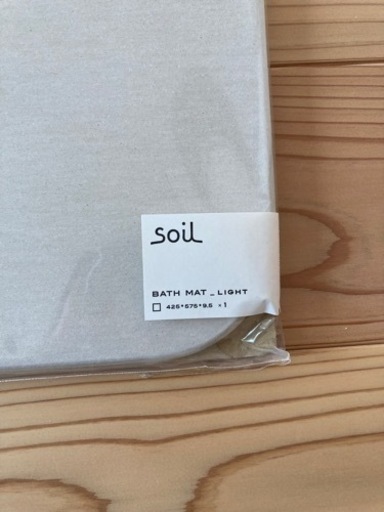 soil
BATH MAT _ LIGHT
□ 425*575*9.5 ×1